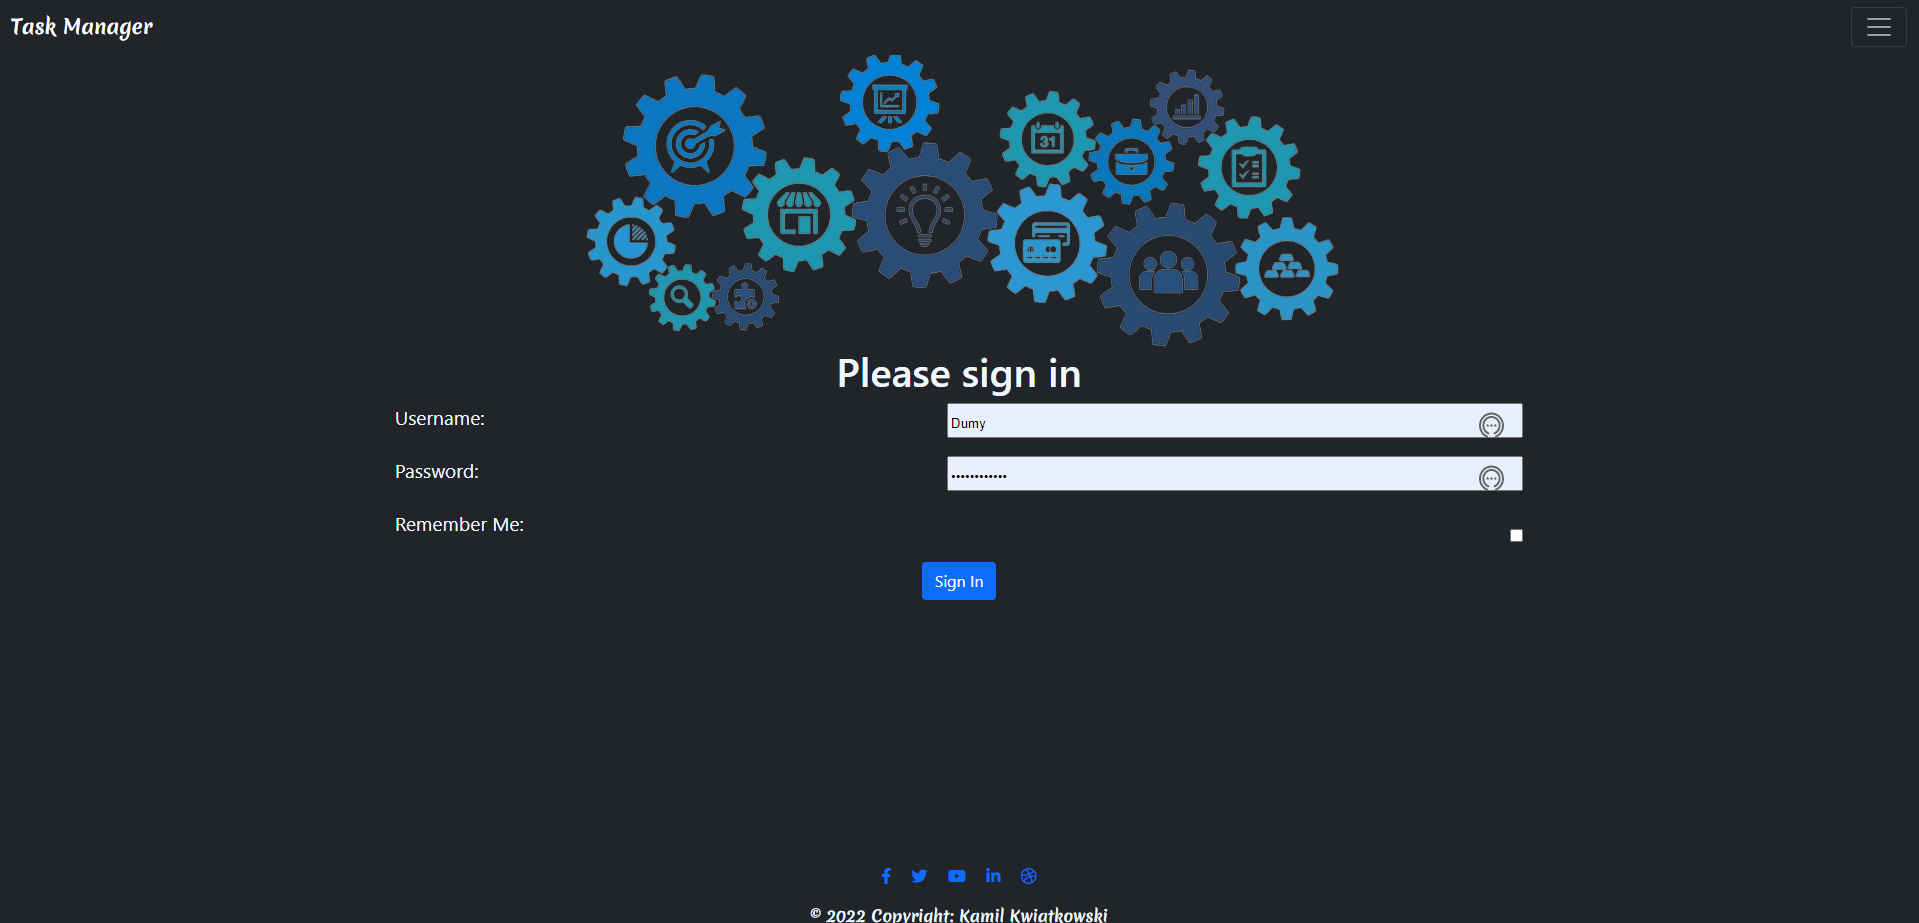 Task Manager
31
Please sign in
Username:
Dumy
Password:
Remember Me:
Sign In
© 2022 Copyright: Kamil Kwiatkowski